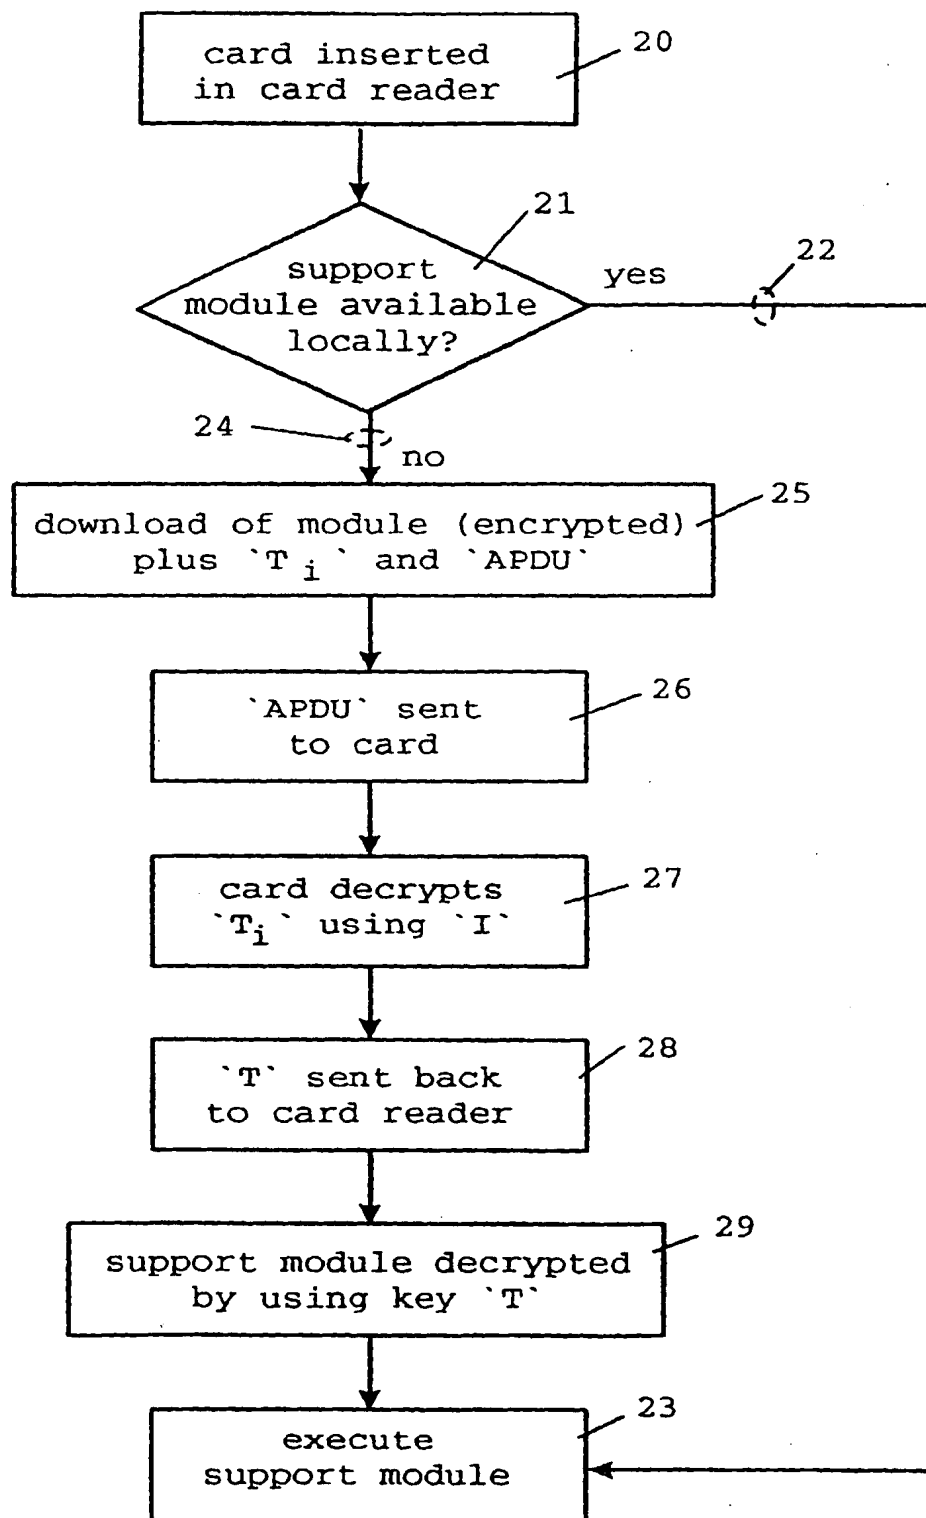 card inserted
in card reader
20
21
support
module available
locally?
yes
22
24
no
25
download of module (encrypted)
plus `Ti` and `APDU`
26
`APDU` sent
to card
27
card decrypts
`Ti` using `I`
28
`T` sent back
to card reader
29
support module decrypted
by using key `T`
23
execute
support module